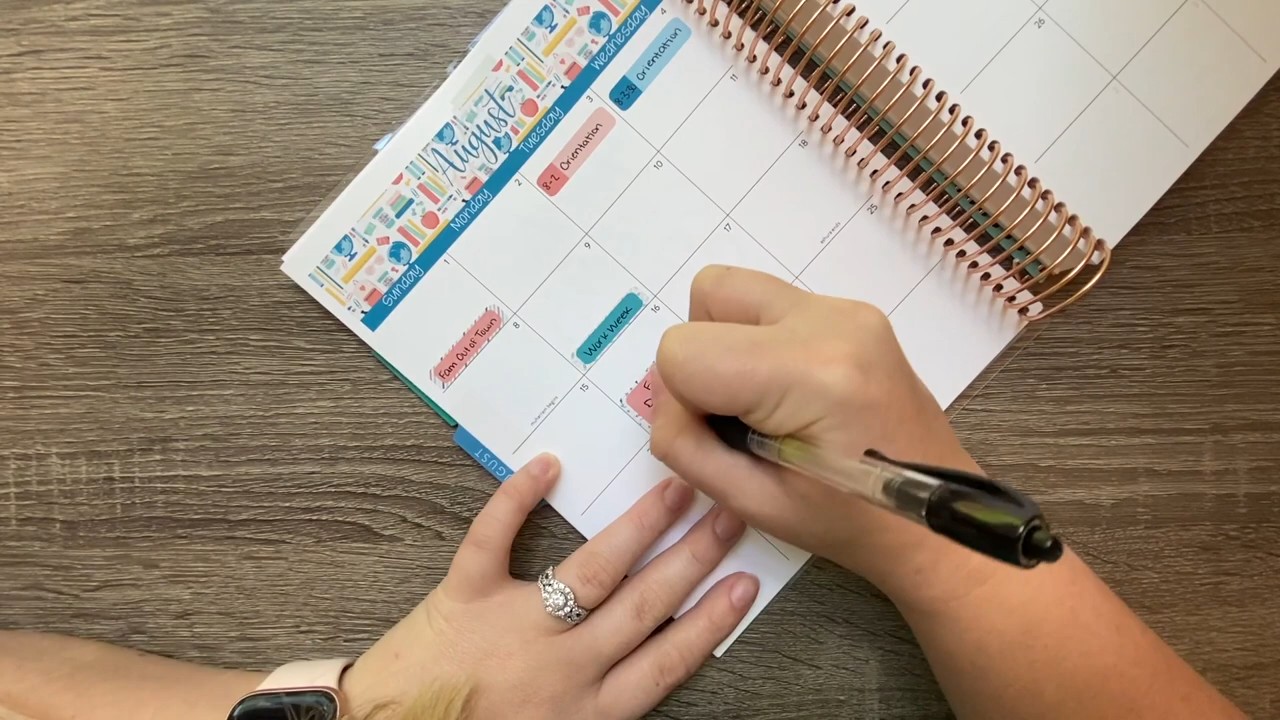 August
Sunday
Monday
Tuesday
Wednesday
1
2
3
4
8-2 Orientation
8-3:30 Orientation
Fam Out of Town
8
9
10
11
Work Week
15
16
17
18
25
26